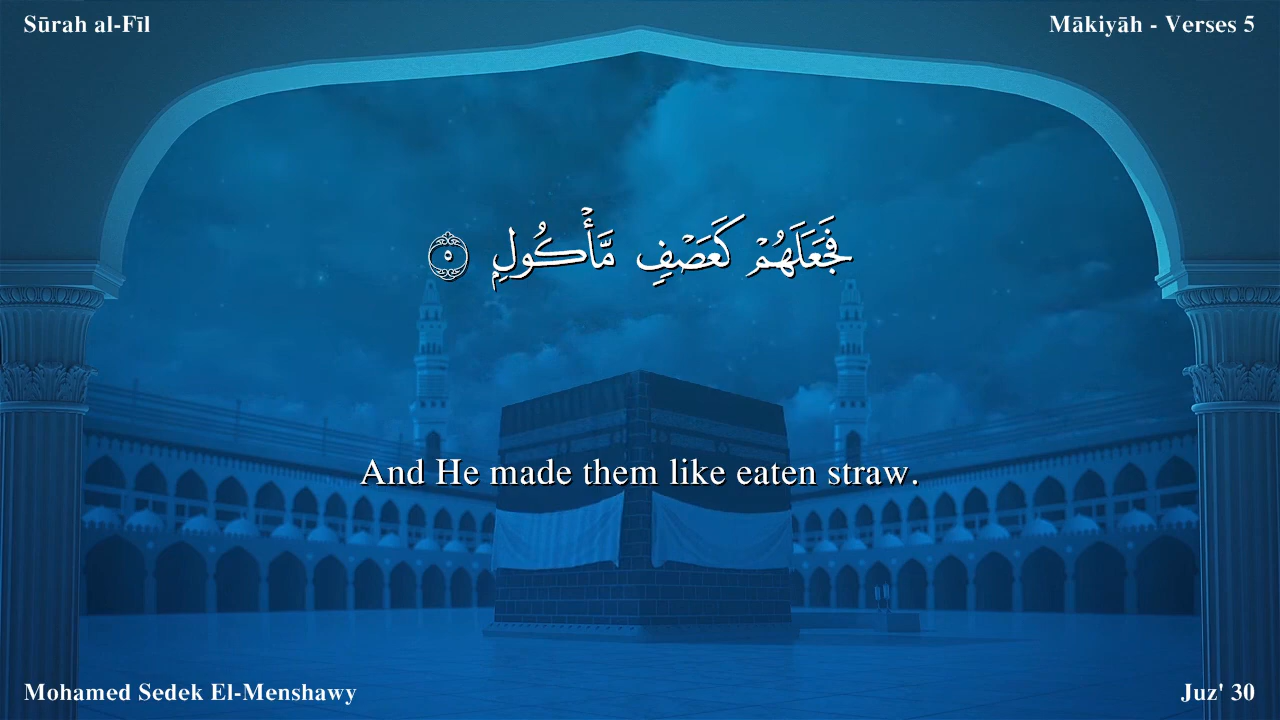 Sūrah al-Fīl
Mākiyāh - Verses 5
فَجَعَلَهُمْ كَعَصْفٍ مَّأْكُولٍۭ ٥
And He made them like eaten straw.
Mohamed Sedek El-Menshawy
Juz' 30